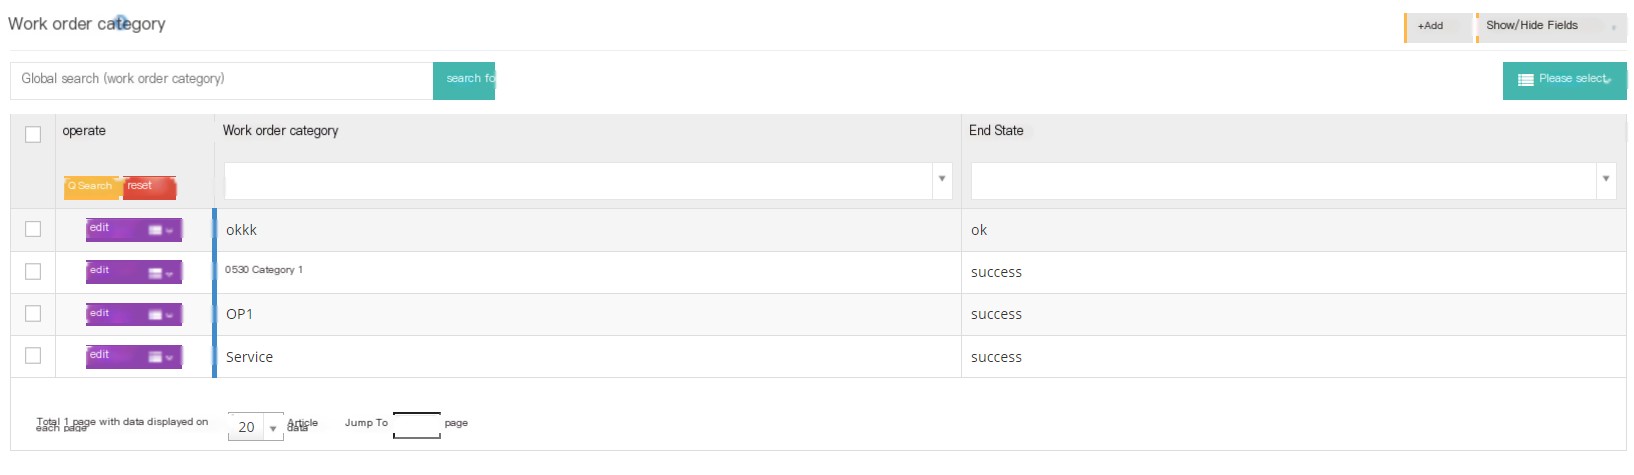 Work order category
+Add
Show/Hide Fields
Global search (work order category)
search fo
Please select
operate
Work order category
End State
Search
reset
edit
okkk
ok
edit
0530 Category 1
success
edit
OP1
success
edit
Service
success
Total 1 page with data displayed on
each page
20
Article
data
Jump To
page